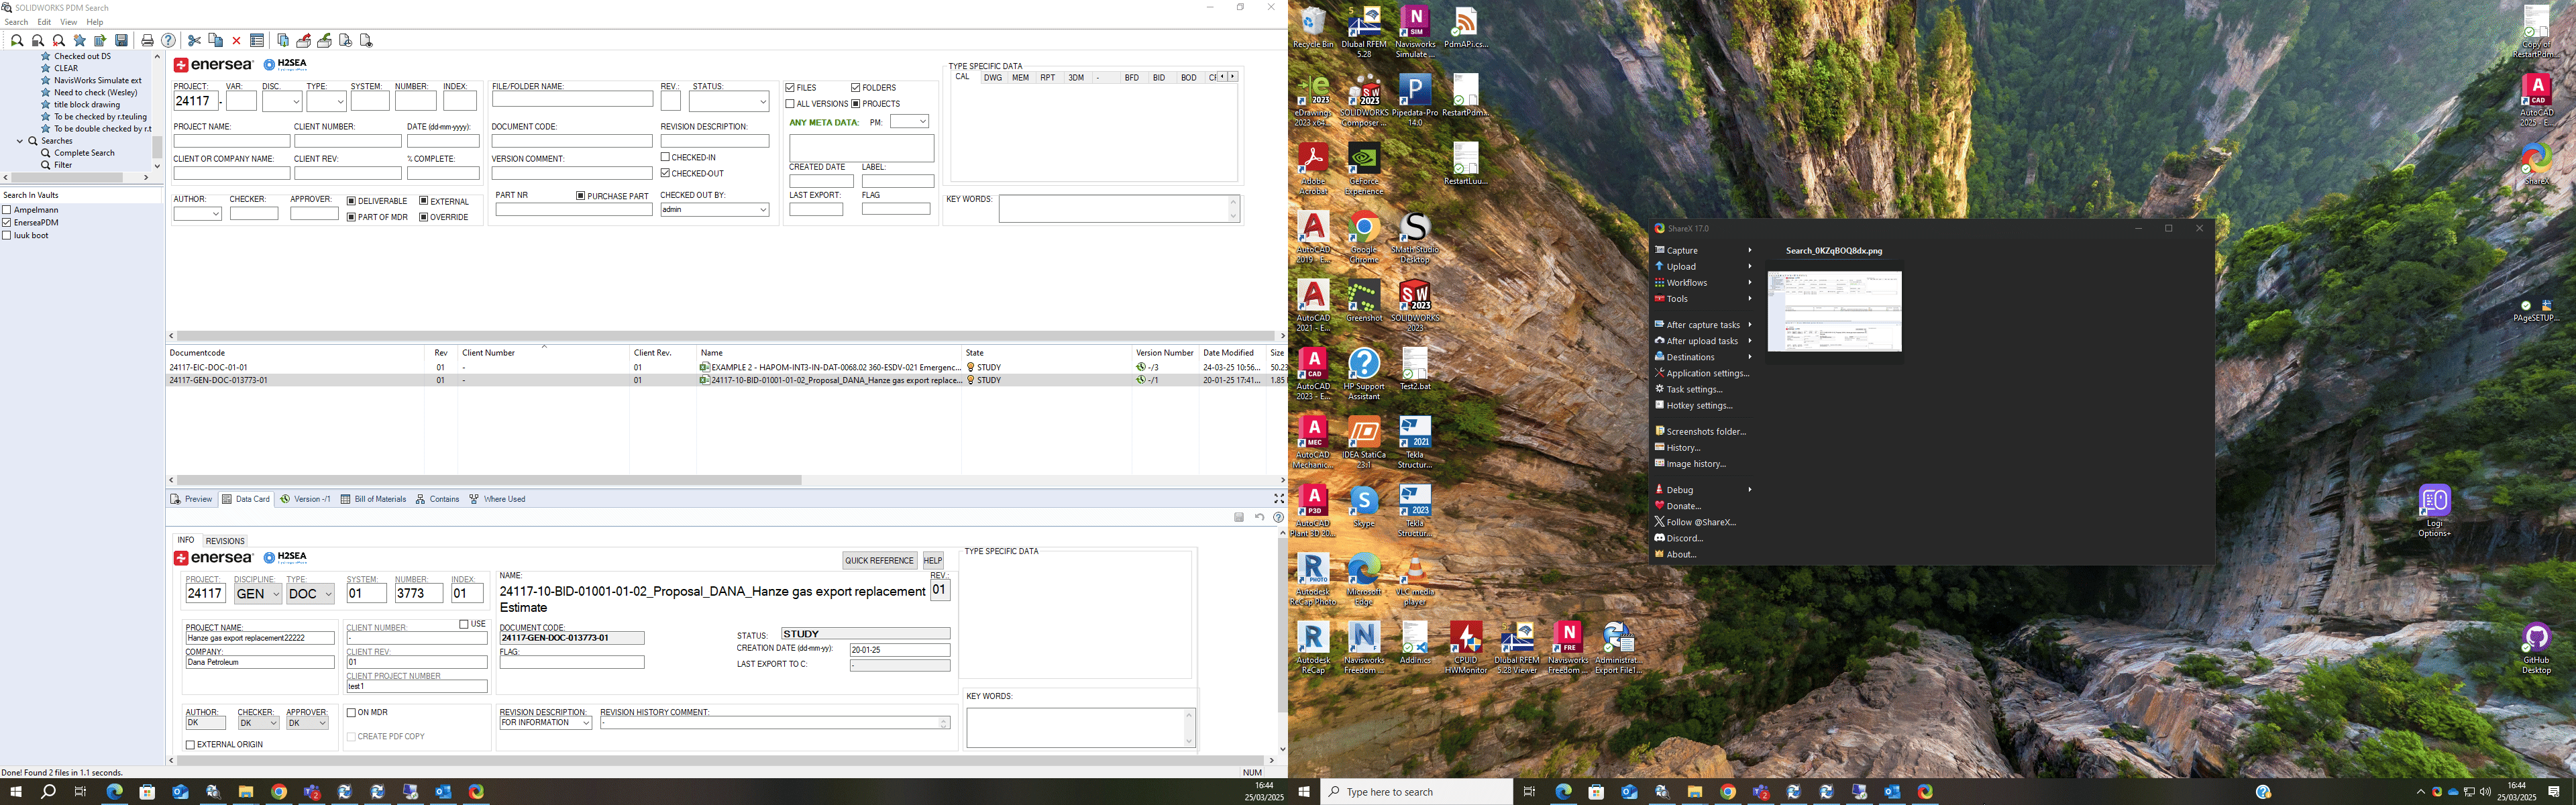 SOLIDWORKS PDM Search
Search Edit View Help
Checked out DS
CLEAR
NavisWorks Simulate ext
Need to check (Wesley)
title block drawing
To be checked by r.teuling
To be double checked by r.t
Searches
Complete Search
Filter
Search In Vaults
Ampelmann
EnerseaPDM
luuk boot
enersea H2SEA
PROJECT: VAR: DISC. TYPE: SYSTEM: NUMBER: INDEX:
24117 -
PROJECT NAME: CLIENT NUMBER: DATE (dd-mm-yyyy):
CLIENT OR COMPANY NAME: CLIENT REV: % COMPLETE:
AUTHOR: CHECKER: APPROVER: DELIVERABLE EXTERNAL
PART OF MDR OVERRIDE
FILE/FOLDER NAME: REV.: STATUS:
DOCUMENT CODE: REVISION DESCRIPTION:
VERSION COMMENT: CHECKED-IN
CHECKED-OUT
PART NR PURCHASE PART CHECKED OUT BY:
admin
FILES FOLDERS
ALL VERSIONS PROJECTS
ANY META DATA: PM:
CREATED DATE LABEL:
LAST EXPORT: FLAG
TYPE SPECIFIC DATA
CAL DWG MEM RPT 3DM - BFD BID BOD
KEY WORDS:
Documentcode Rev Client Number Client Rev. Name State Version Number Date Modified Size
24117-EIC-DOC-01-01 01 - 01 EXAMPLE 2 - HAPOM-INT3-IN-DAT-0068.02 360-ESDV-021 Emergenc... STUDY -/3 24-03-25 10:56... 50.23
24117-GEN-DOC-013773-01 01 - 01 24117-10-BID-01001-01-02_Proposal_DANA_Hanze gas export replace... STUDY -/1 20-01-25 17:41... 1.85
Preview Data Card Version -/1 Bill of Materials Contains Where Used
INFO REVISIONS
enersea H2SEA
QUICK REFERENCE HELP
TYPE SPECIFIC DATA
PROJECT: DISCIPLINE: TYPE: SYSTEM: NUMBER: INDEX:
24117 GEN DOC 01 3773 01
NAME: REV.:
24117-10-BID-01001-01-02_Proposal_DANA_Hanze gas export replacement 01
Estimate
PROJECT NAME:
Hanze gas export replacement22222
COMPANY:
Dana Petroleum
CLIENT NUMBER: USE
-
CLIENT REV:
01
CLIENT PROJECT NUMBER
test1
DOCUMENT CODE:
24117-GEN-DOC-013773-01
FLAG:
STATUS: STUDY
CREATION DATE (dd-mm-yy): 20-01-25
LAST EXPORT TO C: -
KEY WORDS:
AUTHOR: CHECKER: APPROVER:
DK DK DK
ON MDR
CREATE PDF COPY
EXTERNAL ORIGIN
REVISION DESCRIPTION: REVISION HISTORY COMMENT:
FOR INFORMATION -
Done! Found 2 files in 1.1 seconds. NUM
16:44
25/03/2025
Recycle Bin
Dlubal RFEM 5.28
Navisworks Simulate ...
PdmAPi.cs...
eDrawings 2023 x64 ...
SOLIDWORKS Composer ...
Pipedata-Pro 14.0
RestartPdm...
Adobe Acrobat
GeForce Experience
RestartLuu...
AutoCAD 2019 - E...
Google Chrome
SMath Studio Desktop
AutoCAD 2021 - E...
Greenshot
SOLIDWORKS 2023
AutoCAD 2023 - E...
HP Support Assistant
Test2.bat
AutoCAD Mechanic...
IDEA StatiCa 23.1
Tekla Structur...
AutoCAD Plant 3D 20...
Skype
Tekla Structur...
Autodesk ReCap Photo
Microsoft Edge
VLC media player
Autodesk ReCap
Navisworks Freedom ...
Addin.cs
CPUID HWMonitor
Dlubal RFEM 5.28 Viewer
Navisworks Freedom ...
Administrat... Export File1...
ShareX 17.0
Capture
Upload
Workflows
Tools
After capture tasks
After upload tasks
Destinations
Application settings...
Task settings...
Hotkey settings...
Screenshots folder...
History...
Image history...
Debug
Donate...
Follow @ShareX...
Discord...
About...
Search_0KZqBOQ8dx.png
Copy of RestartPdm...
AutoCAD 2025 - E...
ShareX
PAgeSETUP...
Logi Options+
GitHub Desktop
Type here to search
16:44
25/03/2025